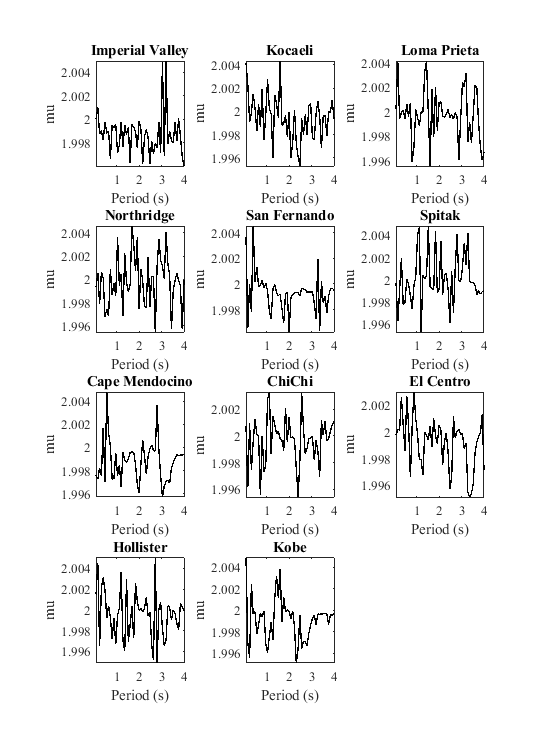 Imperial Valley
2.004
2.002
2
1.998
mu
1 2 3 4
Period (s)
Kocaeli
2.004
2.002
2
1.998
1.996
mu
1 2 3 4
Period (s)
Loma Prieta
2.004
2.002
2
1.998
1.996
mu
1 2 3 4
Period (s)
Northridge
2.004
2.002
2
1.998
1.996
mu
1 2 3 4
Period (s)
San Fernando
2.004
2.002
2
1.998
mu
1 2 3 4
Period (s)
Spitak
2.004
2.002
2
1.998
1.996
mu
1 2 3 4
Period (s)
Cape Mendocino
2.004
2.002
2
1.998
1.996
mu
1 2 3 4
Period (s)
ChiChi
2.002
2
1.998
1.996
mu
1 2 3 4
Period (s)
El Centro
2.002
2
1.998
1.996
mu
1 2 3 4
Period (s)
Hollister
2.004
2.002
2
1.998
1.996
mu
1 2 3 4
Period (s)
Kobe
2.004
2.002
2
1.998
1.996
mu
1 2 3 4
Period (s)